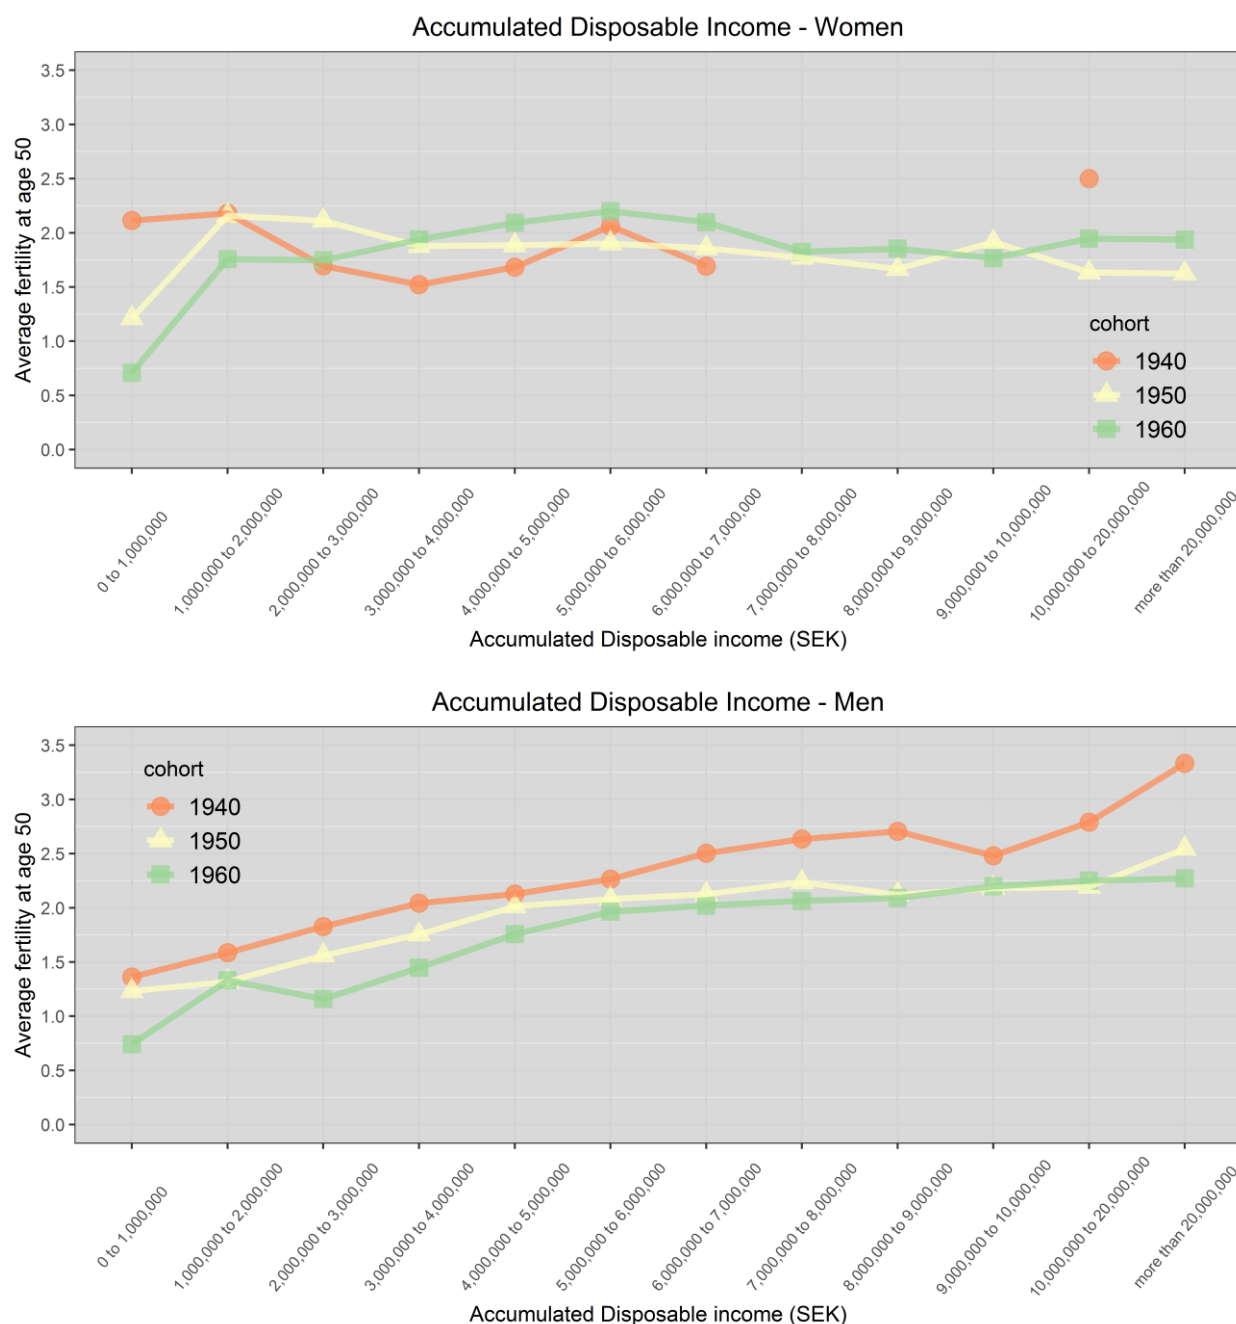 Accumulated Disposable Income - Women
Average fertility at age 50
3.5
3.0
2.5
2.0
1.5
1.0
0.5
0.0
cohort
1940
1950
1960
0 to 1,000,000
1,000,000 to 2,000,000
2,000,000 to 3,000,000
3,000,000 to 4,000,000
4,000,000 to 5,000,000
5,000,000 to 6,000,000
6,000,000 to 7,000,000
7,000,000 to 8,000,000
8,000,000 to 9,000,000
9,000,000 to 10,000,000
10,000,000 to 20,000,000
more than 20,000,000
Accumulated Disposable income (SEK)
Accumulated Disposable Income - Men
Average fertility at age 50
3.5
3.0
2.5
2.0
1.5
1.0
0.5
0.0
cohort
1940
1950
1960
0 to 1,000,000
1,000,000 to 2,000,000
2,000,000 to 3,000,000
3,000,000 to 4,000,000
4,000,000 to 5,000,000
5,000,000 to 6,000,000
6,000,000 to 7,000,000
7,000,000 to 8,000,000
8,000,000 to 9,000,000
9,000,000 to 10,000,000
10,000,000 to 20,000,000
more than 20,000,000
Accumulated Disposable income (SEK)